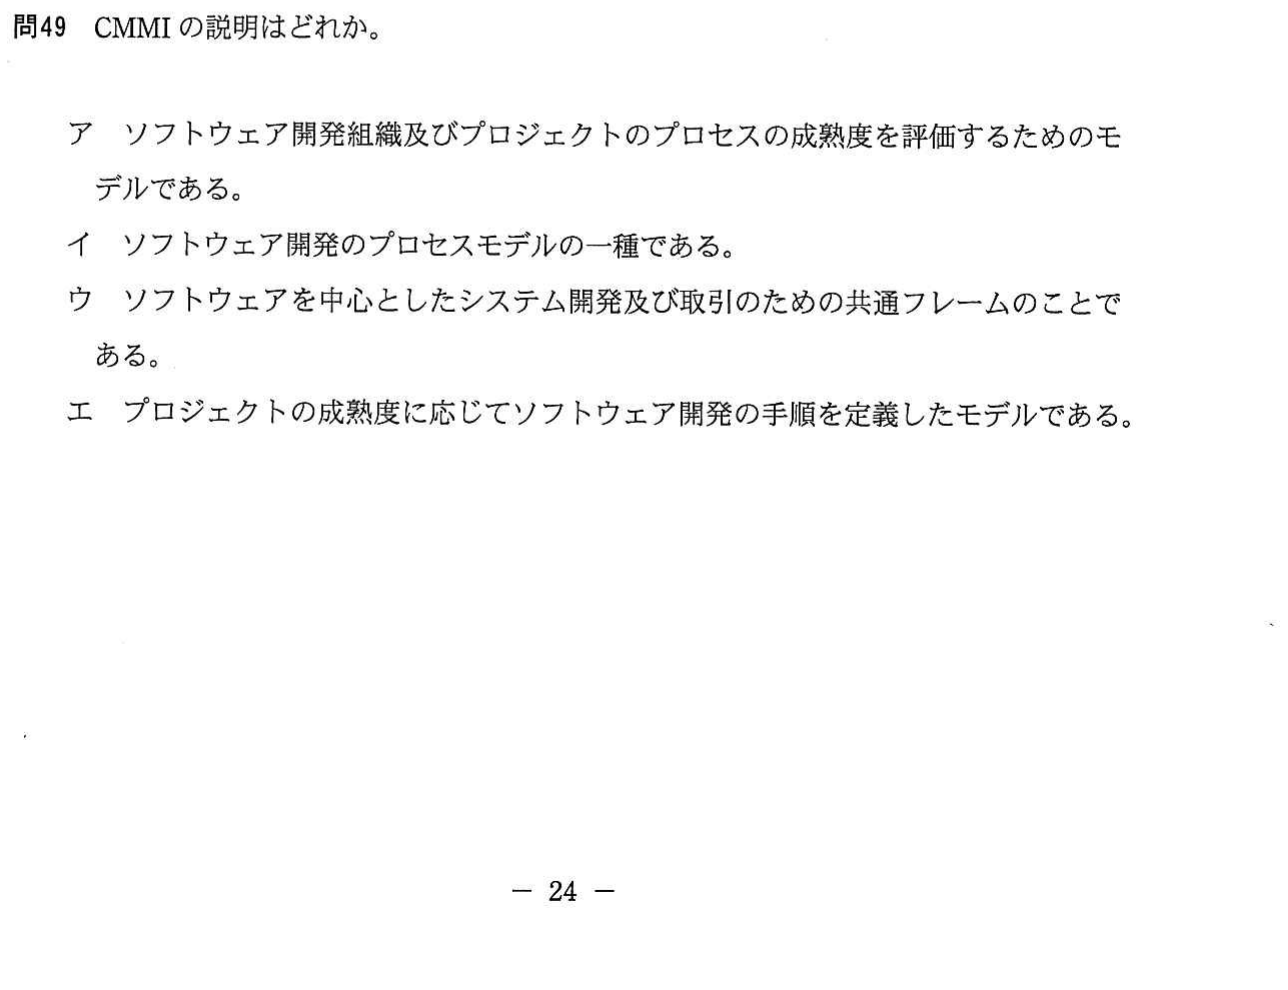 問49 CMMI の説明はどれか。
ア ソフトウェア開発組織及びプロジェクトのプロセスの成熟度を評価するためのモ
デルである。
イ ソフトウェア開発のプロセスモデルの一種である。
ウ ソフトウェアを中心としたシステム開発及び取引のための共通フレームのことで
ある。
エ プロジェクトの成熟度に応じてソフトウェア開発の手順を定義したモデルである。
－ 24 －